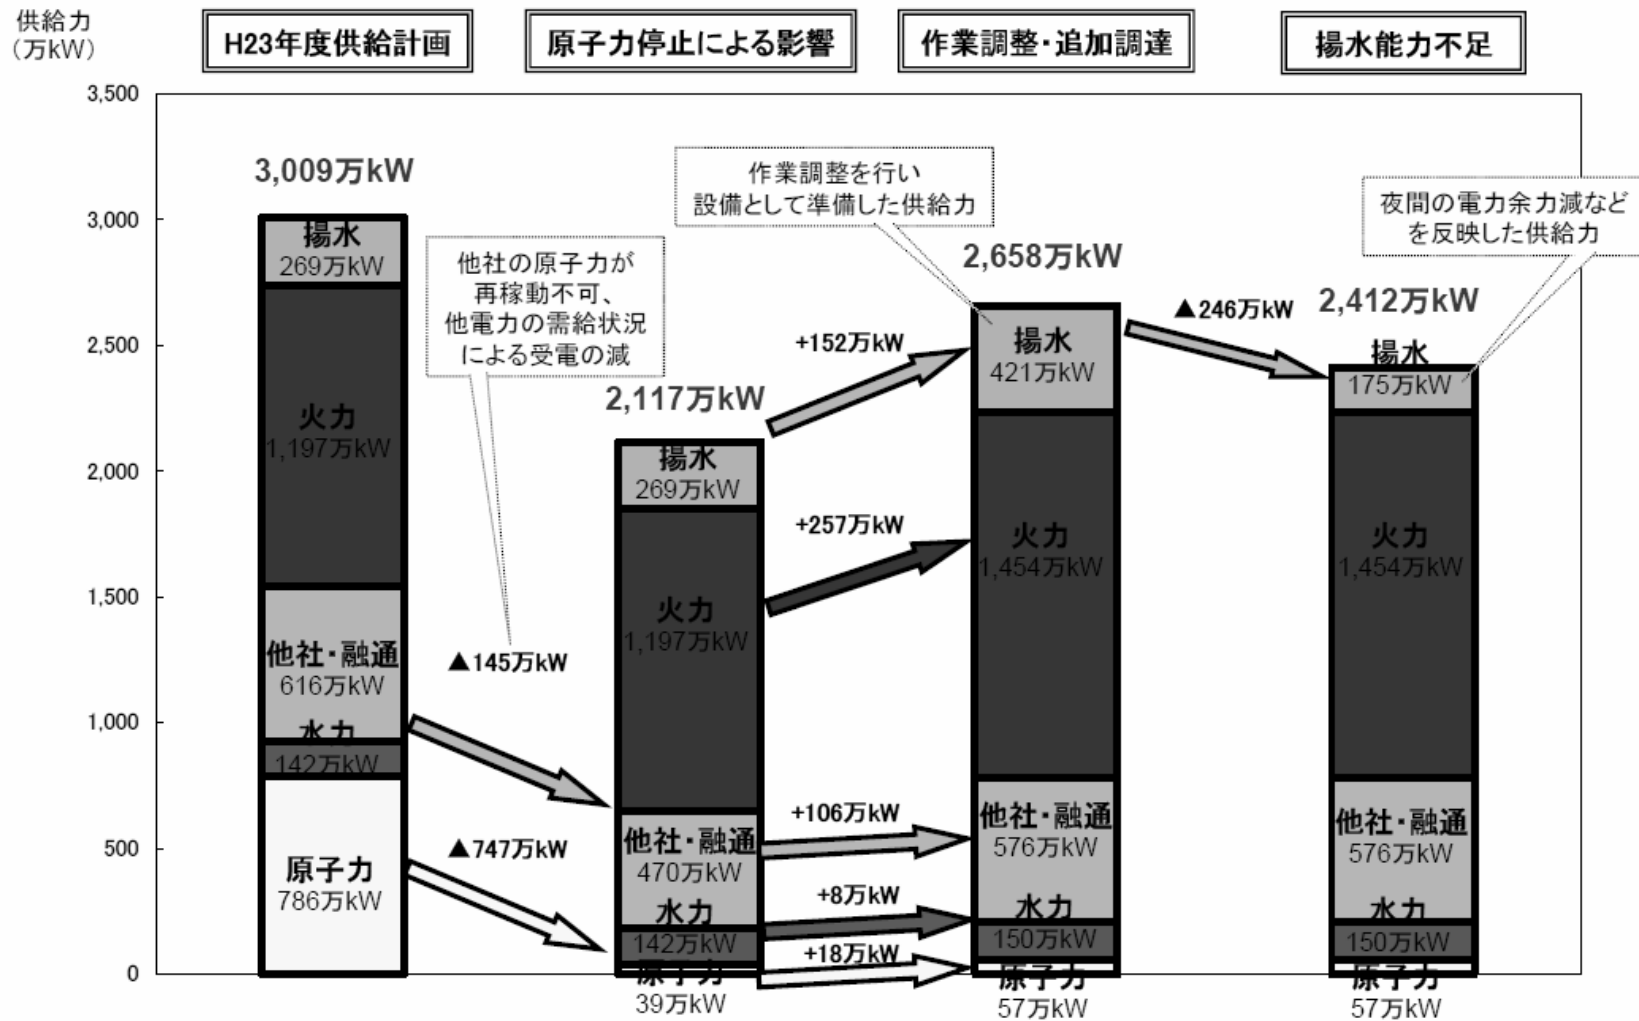 供給力
（万kW）
H23年度供給計画
原子力停止による影響
作業調整・追加調達
揚水能力不足
3,500
3,000
2,500
2,000
1,500
1,000
500
0
3,009万kW
揚水
269万kW
火力
1,197万kW
他社・融通
616万kW
水力
142万kW
原子力
786万kW
他社の原子力が
再稼動不可、
他電力の需給状況
による受電の減
▲145万kW
▲747万kW
2,117万kW
揚水
269万kW
火力
1,197万kW
他社・融通
470万kW
水力
142万kW
原子力
39万kW
+152万kW
+257万kW
+106万kW
+8万kW
+18万kW
作業調整を行い
設備として準備した供給力
2,658万kW
揚水
421万kW
火力
1,454万kW
他社・融通
576万kW
水力
150万kW
原子力
57万kW
▲246万kW
夜間の電力余力減など
を反映した供給力
2,412万kW
揚水
175万kW
火力
1,454万kW
他社・融通
576万kW
水力
150万kW
原子力
57万kW